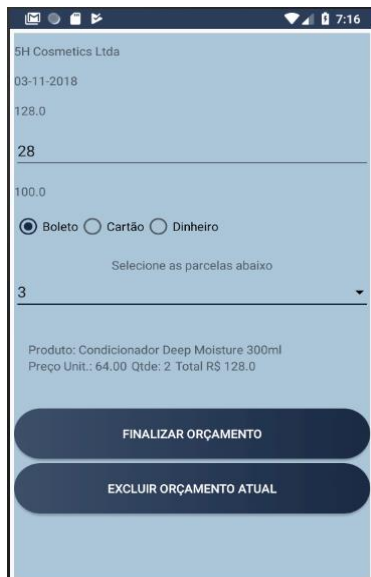 7:16
5H Cosmetics Ltda
03-11-2018
128.0
28
100.0
Boleto Cartão Dinheiro
Selecione as parcelas abaixo
3
Produto: Condicionador Deep Moisture 300ml
Preço Unit.: 64.00 Qtde: 2 Total R$ 128.0
FINALIZAR ORÇAMENTO
EXCLUIR ORÇAMENTO ATUAL